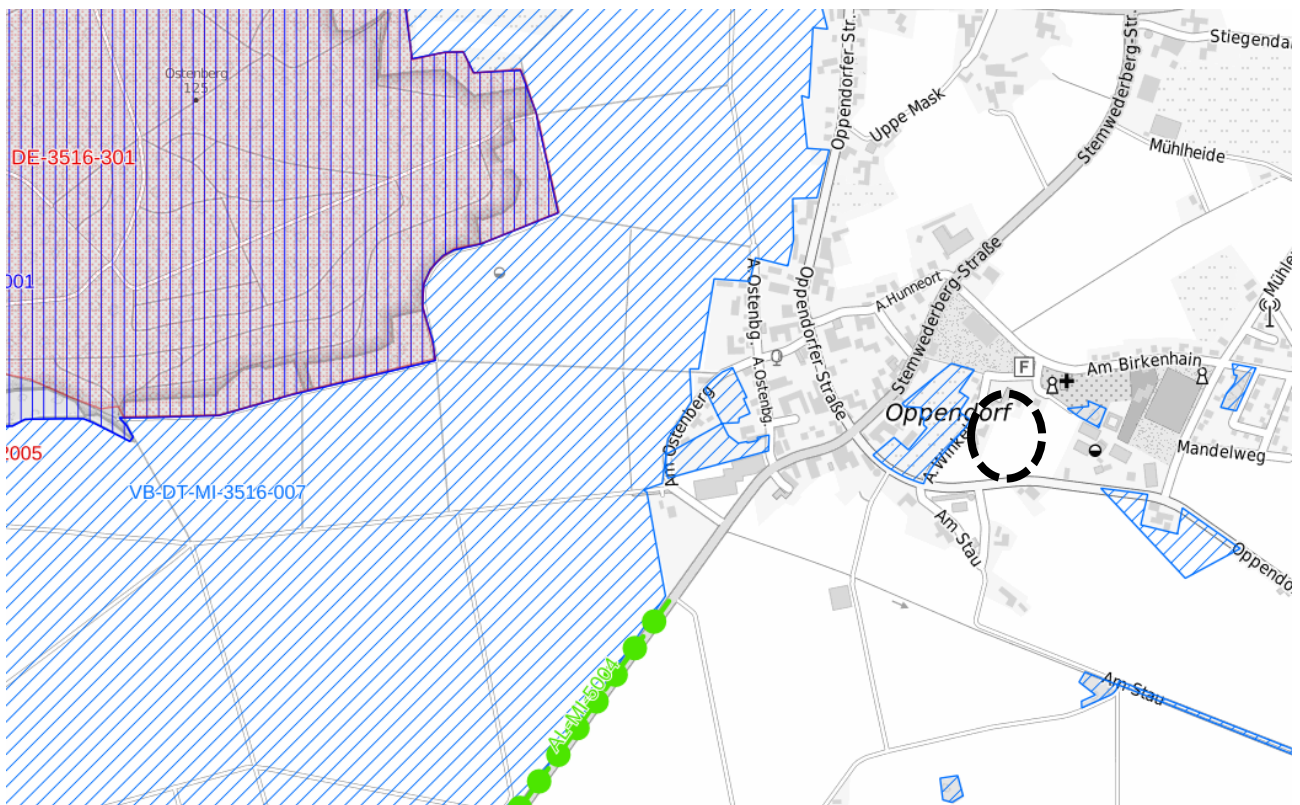 Oppendorfer Str.
Stemwederberg-Str.
Stiegenda
Ostenberg
125
Uppe Mask
DE-3516-301
Mühlheide
001
A. Ostenbg.
Oppendorfer-Straße
A.Hunneort
Stemwederberg-Straße
Mühlen
F
Am Birkenhain
A.Ostenbg.
Am Ostenberg
Oppendorf
A.Winkel
2005
Mandelweg
VB-DT-MI-3516-007
Am Stau
Oppendo
AL-MI-5004
Am Stau